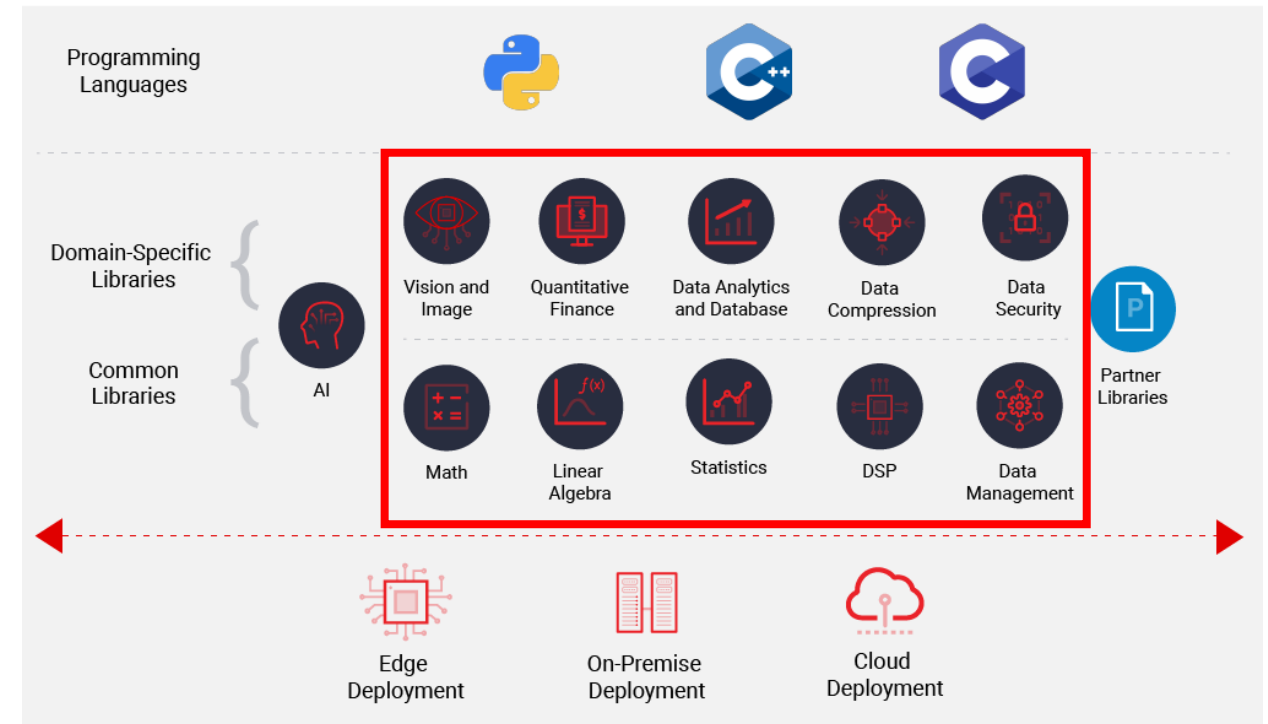 Programming
Languages
C
++
C
Domain-Specific
Libraries
Vision and
Image
Quantitative
Finance
$
Data Analytics
and Database
Data
Compression
Data
Security
AI
P
Partner
Libraries
Common
Libraries
+ -
× =
Math
f(x)
Linear
Algebra
Statistics
DSP
Data
Management
Edge
Deployment
On-Premise
Deployment
Cloud
Deployment